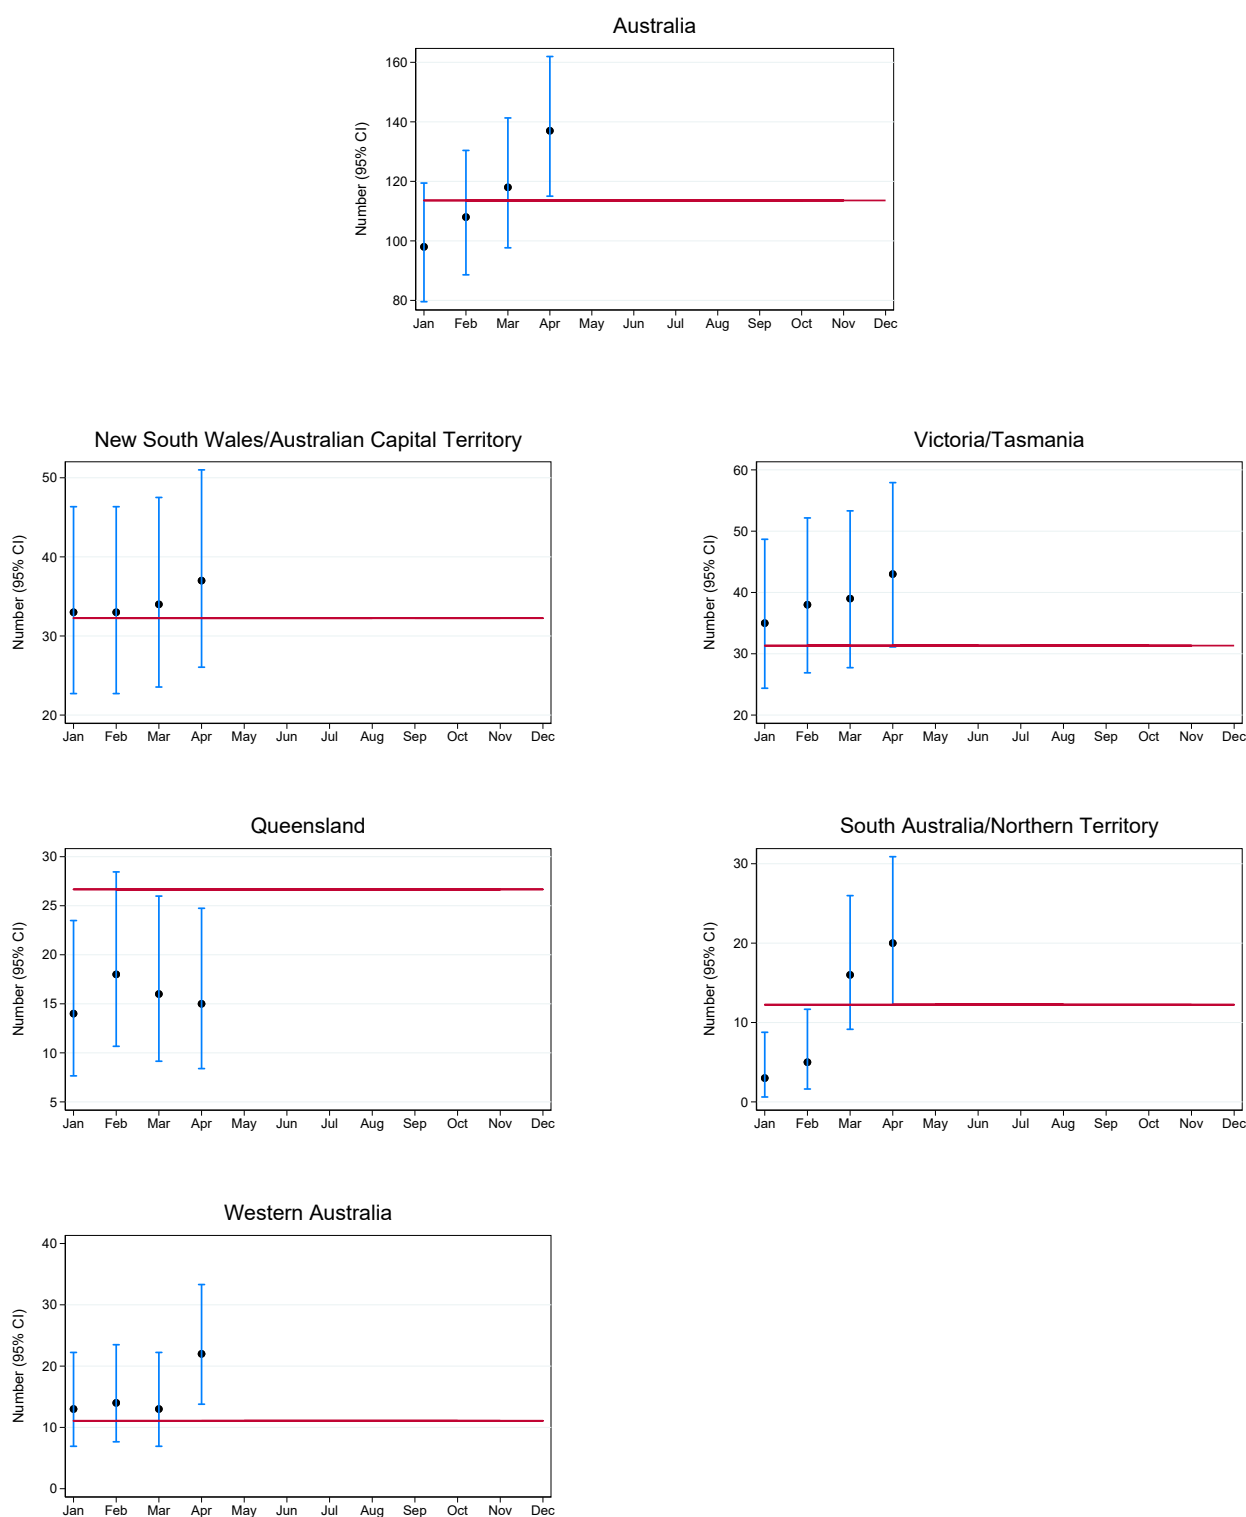 Australia
Number (95% CI)
160
140
120
100
80
Jan Feb Mar Apr May Jun Jul Aug Sep Oct Nov Dec
New South Wales/Australian Capital Territory
Number (95% CI)
50
40
30
20
Jan Feb Mar Apr May Jun Jul Aug Sep Oct Nov Dec
Victoria/Tasmania
Number (95% CI)
60
50
40
30
20
Jan Feb Mar Apr May Jun Jul Aug Sep Oct Nov Dec
Queensland
Number (95% CI)
30
25
20
15
10
5
Jan Feb Mar Apr May Jun Jul Aug Sep Oct Nov Dec
South Australia/Northern Territory
Number (95% CI)
30
20
10
0
Jan Feb Mar Apr May Jun Jul Aug Sep Oct Nov Dec
Western Australia
Number (95% CI)
40
30
20
10
0
Jan Feb Mar Apr May Jun Jul Aug Sep Oct Nov Dec